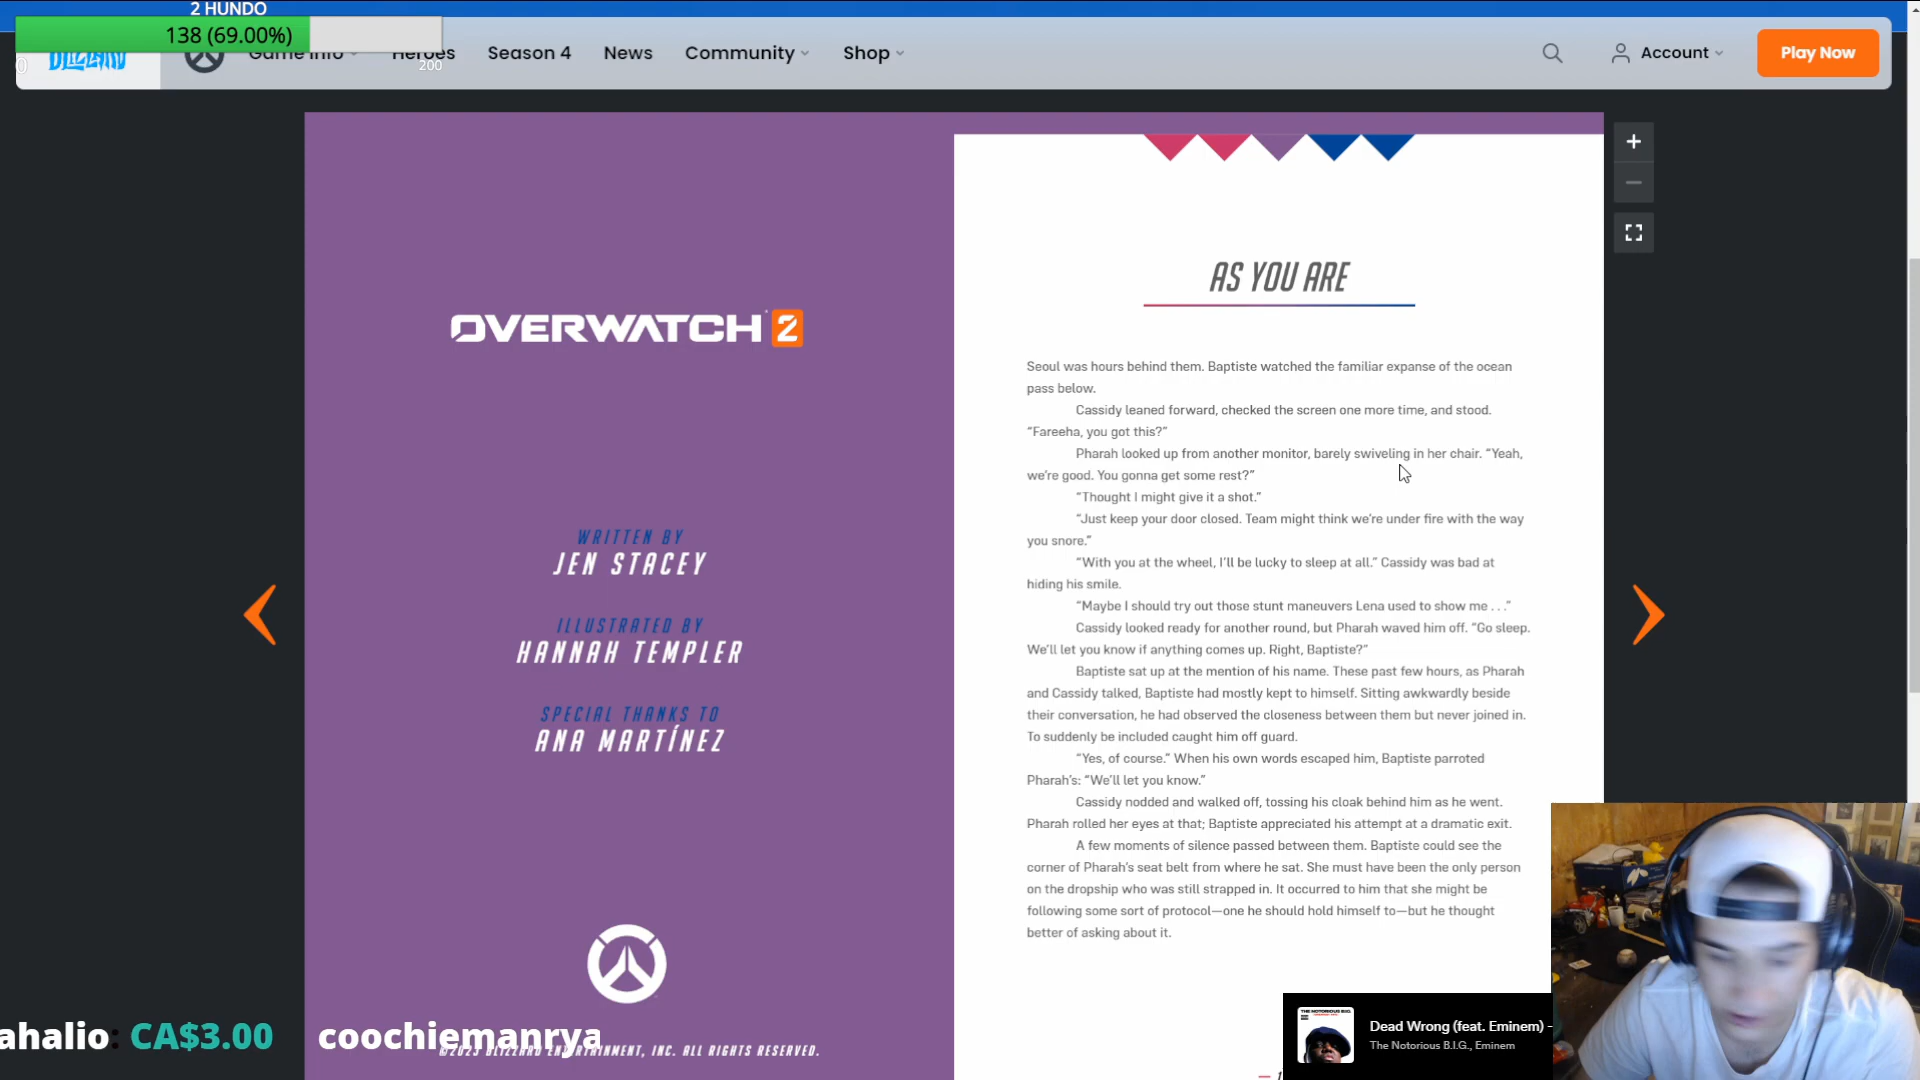 2 HUNDO
138 (69.00%)
0
200
BLIZZARD
Game Info
Heroes
Season 4
News
Community
Shop
Account
Play Now
OVERWATCH 2
WRITTEN BY
JEN STACEY
ILLUSTRATED BY
HANNAH TEMPLER
SPECIAL THANKS TO
ANA MARTÍNEZ
©2023 BLIZZARD ENTERTAINMENT, INC. ALL RIGHTS RESERVED.
AS YOU ARE
Seoul was hours behind them. Baptiste watched the familiar expanse of the ocean
pass below.
Cassidy leaned forward, checked the screen one more time, and stood.
“Fareeha, you got this?”
Pharah looked up from another monitor, barely swiveling in her chair. “Yeah,
we’re good. You gonna get some rest?”
“Thought I might give it a shot.”
“Just keep your door closed. Team might think we’re under fire with the way
you snore.”
“With you at the wheel, I’ll be lucky to sleep at all.” Cassidy was bad at
hiding his smile.
“Maybe I should try out those stunt maneuvers Lena used to show me . . .”
Cassidy looked ready for another round, but Pharah waved him off. “Go sleep.
We’ll let you know if anything comes up. Right, Baptiste?”
Baptiste sat up at the mention of his name. These past few hours, as Pharah
and Cassidy talked, Baptiste had mostly kept to himself. Sitting awkwardly beside
their conversation, he had observed the closeness between them but never joined in.
To suddenly be included caught him off guard.
“Yes, of course.” When his own words escaped him, Baptiste parroted
Pharah’s: “We’ll let you know.”
Cassidy nodded and walked off, tossing his cloak behind him as he went.
Pharah rolled her eyes at that; Baptiste appreciated his attempt at a dramatic exit.
A few moments of silence passed between them. Baptiste could see the
corner of Pharah’s seat belt from where he sat. She must have been the only person
on the dropship who was still strapped in. It occurred to him that she might be
following some sort of protocol—one he should hold himself to—but he thought
better of asking about it.
ahalio: CA$3.00 coochiemanrya
Dead Wrong (feat. Eminem) -
The Notorious B.I.G., Eminem